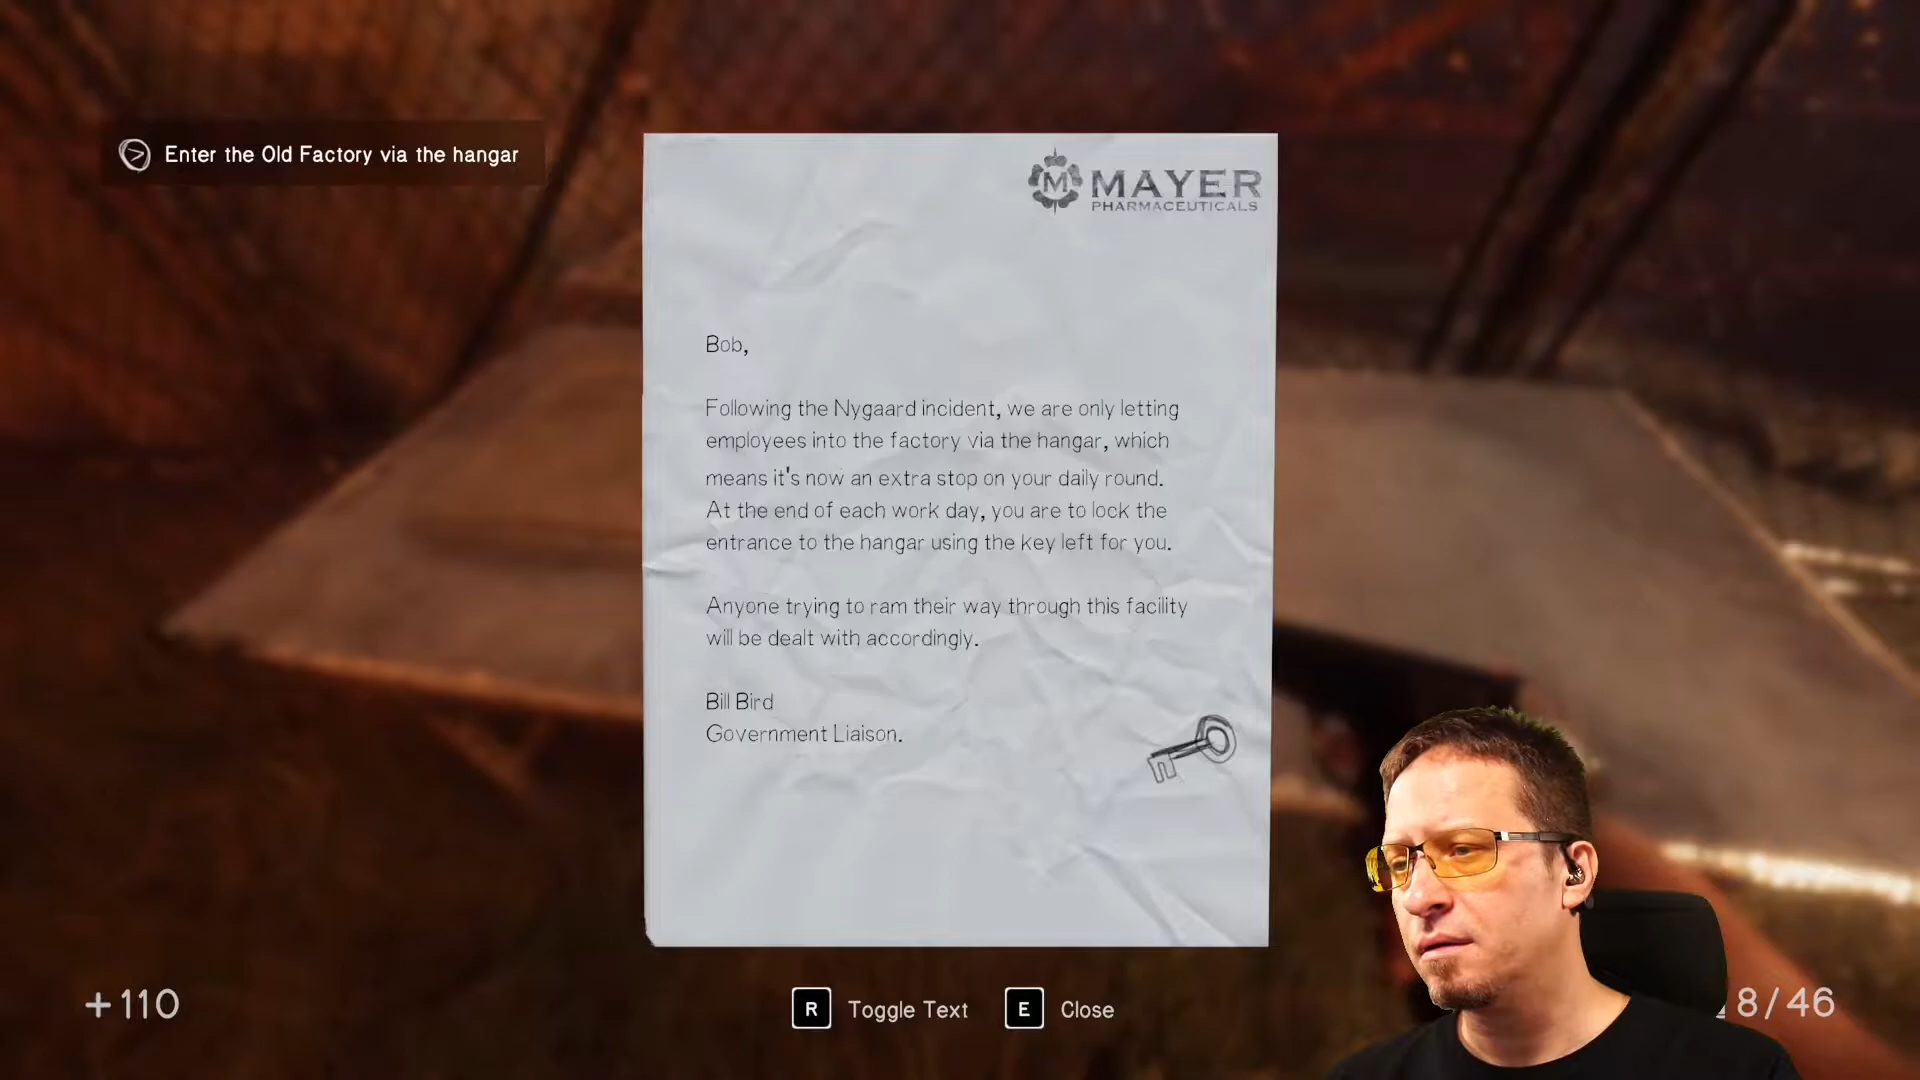 Enter the Old Factory via the hangar
M MAYER
PHARMACEUTICALS
Bob,
Following the Nygaard incident, we are only letting
employees into the factory via the hangar, which
means it's now an extra stop on your daily round.
At the end of each work day, you are to lock the
entrance to the hangar using the key left for you.
Anyone trying to ram their way through this facility
will be dealt with accordingly.
Bill Bird
Government Liaison.
+110
R Toggle Text E Close
8/46